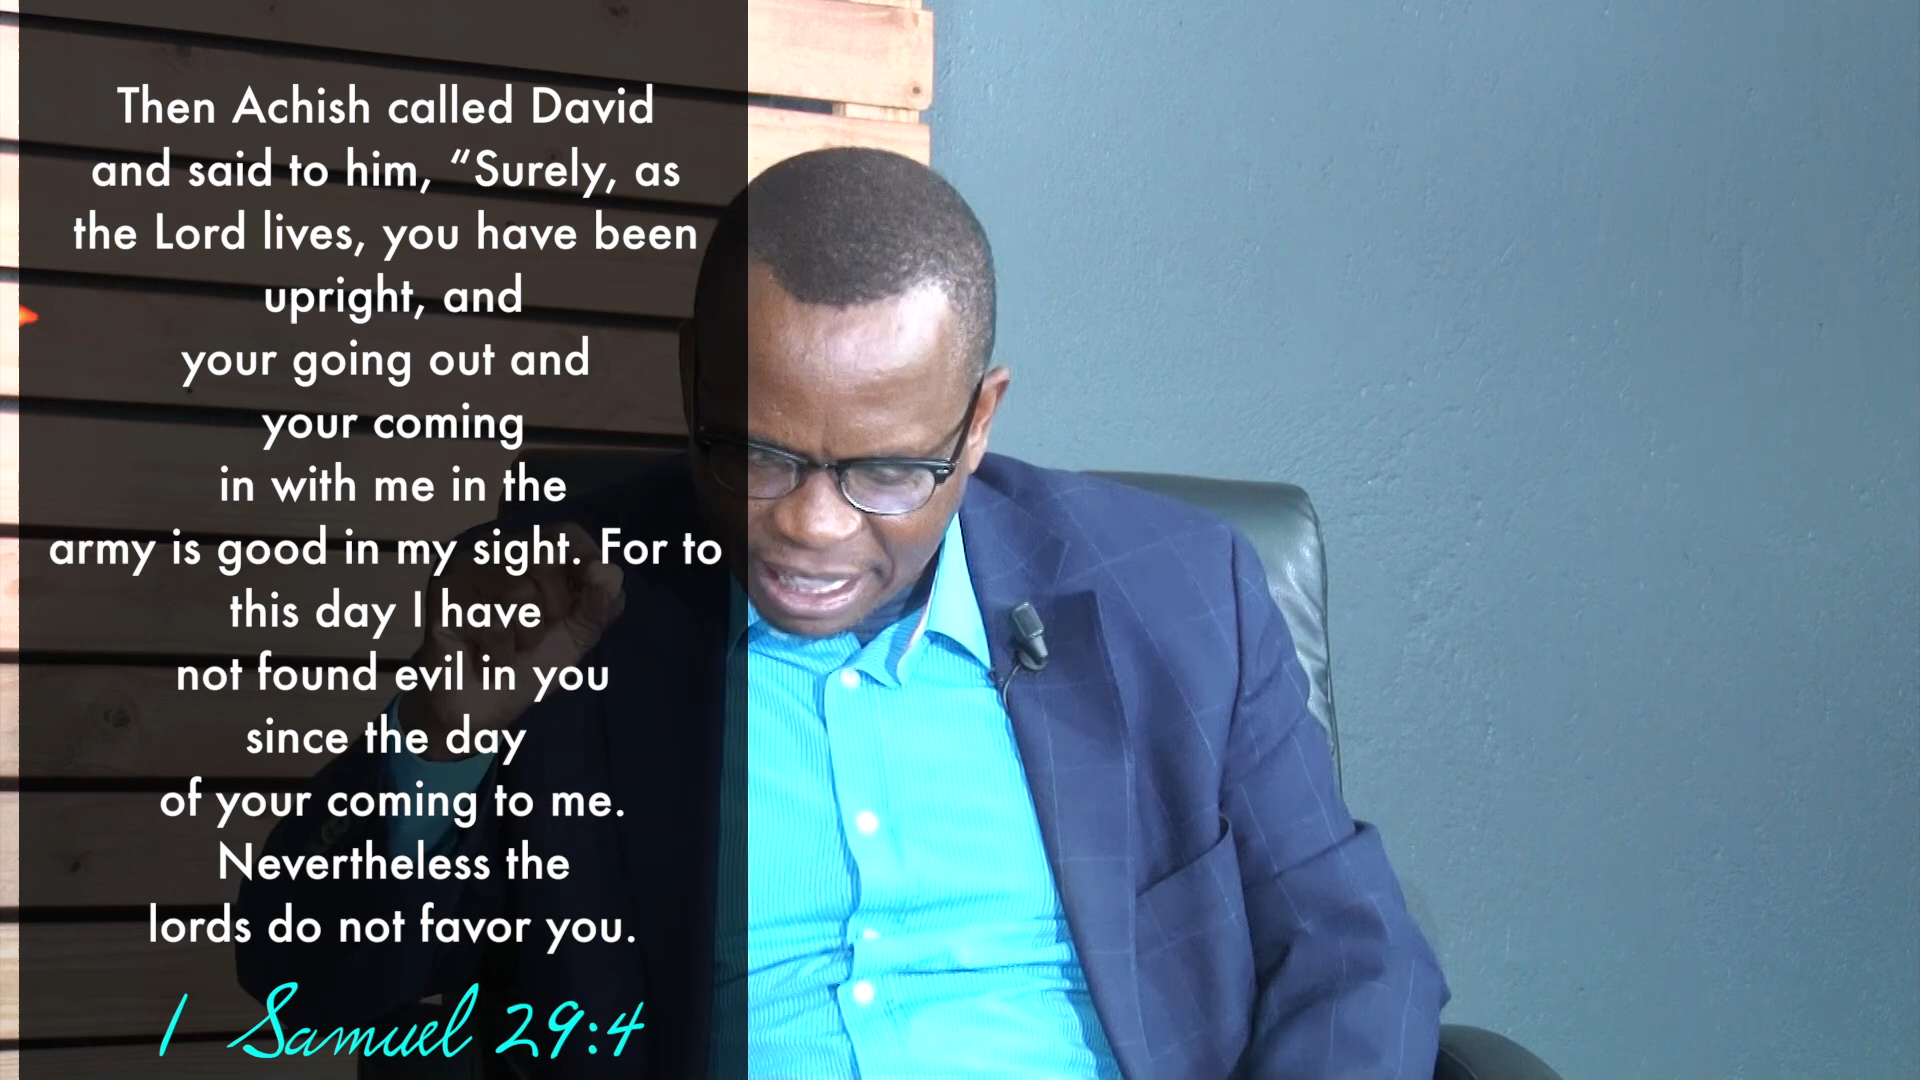 Then Achish called David
and said to him, “Surely, as
the Lord lives, you have been
upright, and
your going out and
your coming
in with me in the
army is good in my sight. For to
this day I have
not found evil in you
since the day
of your coming to me.
Nevertheless the
lords do not favor you.
1 Samuel 29:4